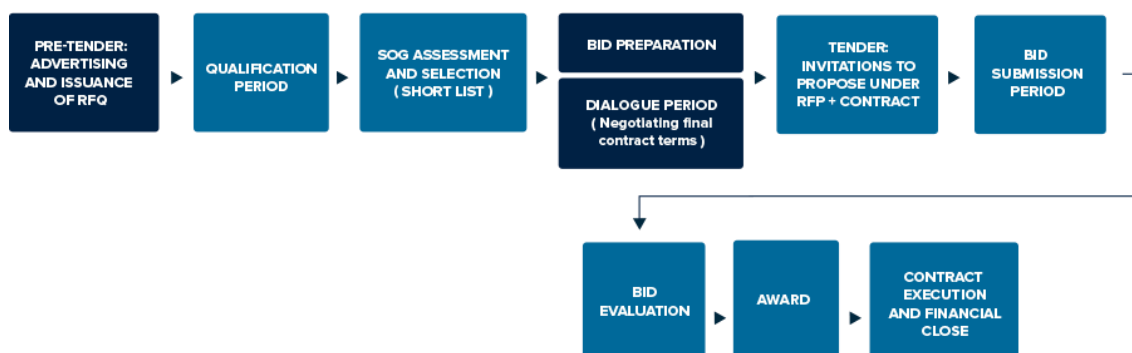 PRE-TENDER:
ADVERTISING
AND ISSUANCE
OF RFQ
QUALIFICATION
PERIOD
SOG ASSESSMENT
AND SELECTION
( SHORT LIST )
BID PREPARATION
DIALOGUE PERIOD
( Negotiating final
contract terms )
TENDER:
INVITATIONS TO
PROPOSE UNDER
RFP + CONTRACT
BID
SUBMISSION
PERIOD
BID
EVALUATION
AWARD
CONTRACT
EXECUTION
AND FINANCIAL
CLOSE